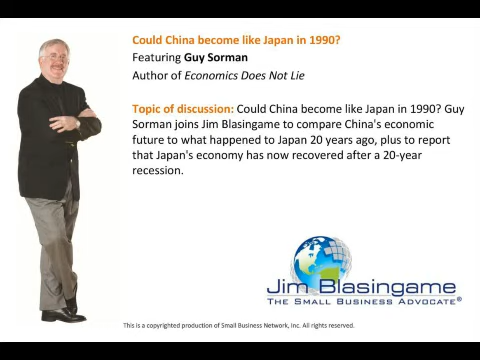 Could China become like Japan in 1990?
Featuring Guy Sorman
Author of Economics Does Not Lie
Topic of discussion: Could China become like Japan in 1990? Guy
Sorman joins Jim Blasingame to compare China's economic
future to what happened to Japan 20 years ago, plus to report
that Japan's economy has now recovered after a 20-year
recession.
Jim Blasingame
THE SMALL BUSINESS ADVOCATE®
This is a copyrighted production of Small Business Network, Inc. All rights reserved.